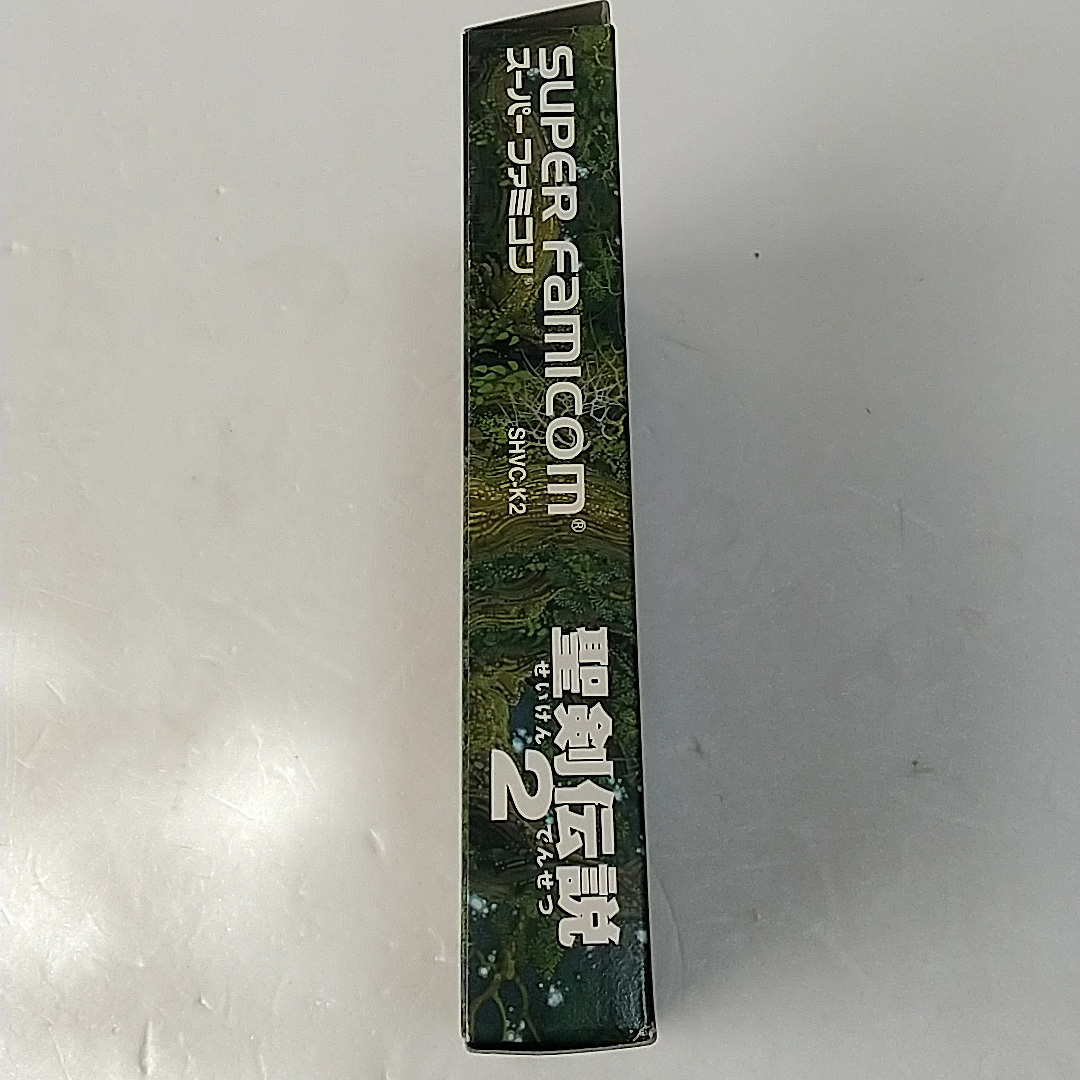 SUPER Famicom®
スーパーファミコン®
SHVC-K2
聖剣伝説
せいけん でんせつ
2